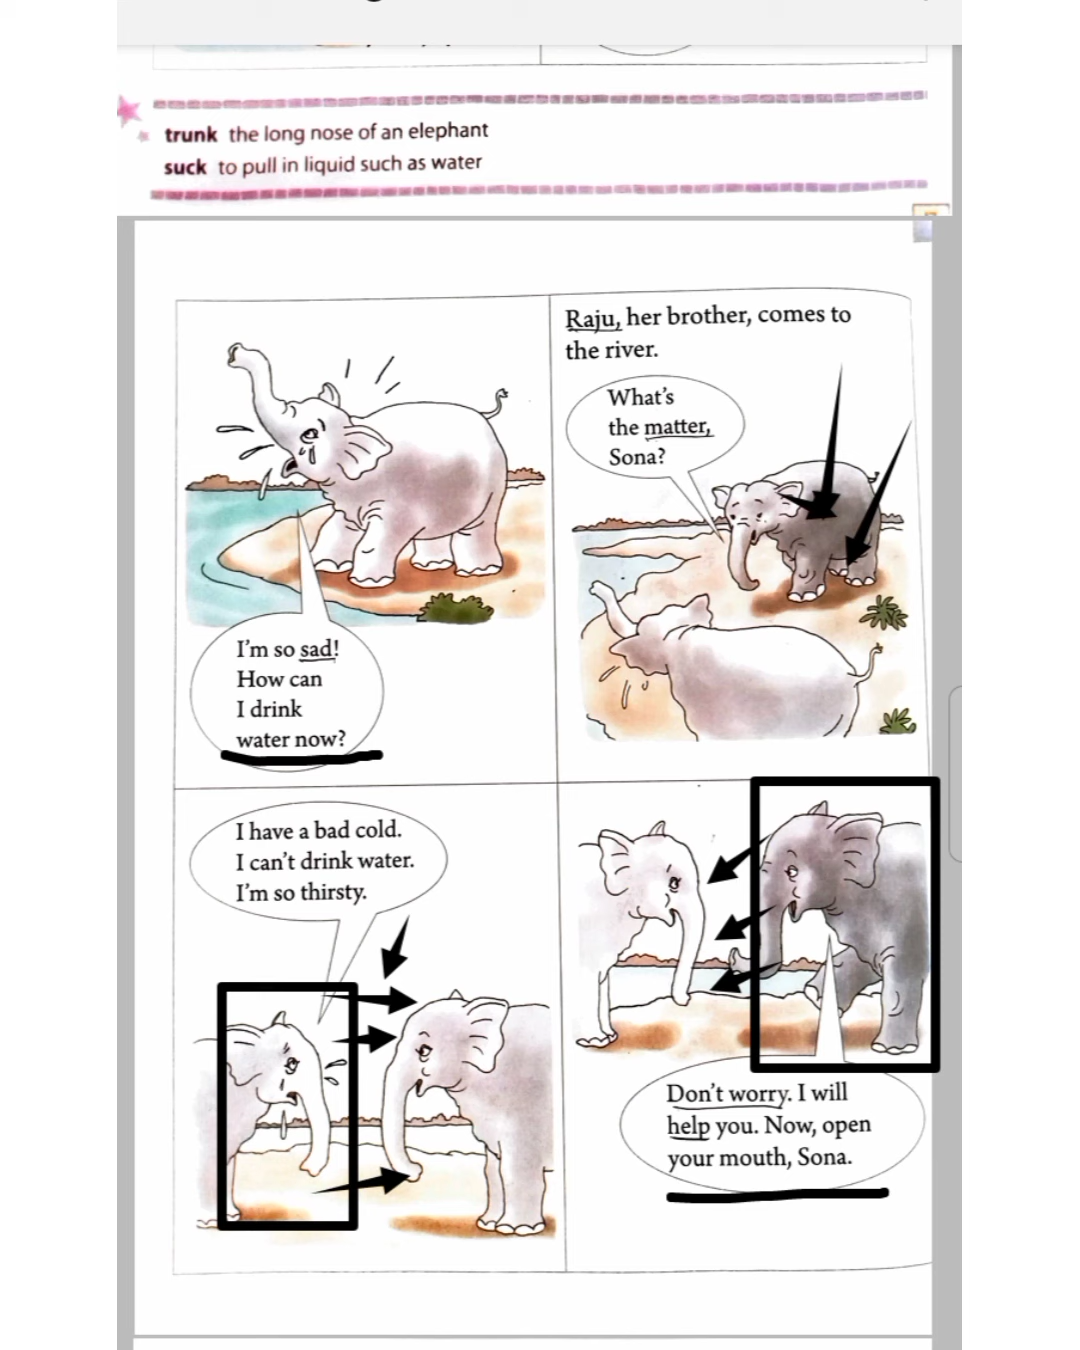 trunk the long nose of an elephant
suck to pull in liquid such as water
Raju, her brother, comes to
the river.
What's
the matter,
Sona?
I'm so sad!
How can
I drink
water now?
I have a bad cold.
I can't drink water.
I'm so thirsty.
Don't worry. I will
help you. Now, open
your mouth, Sona.